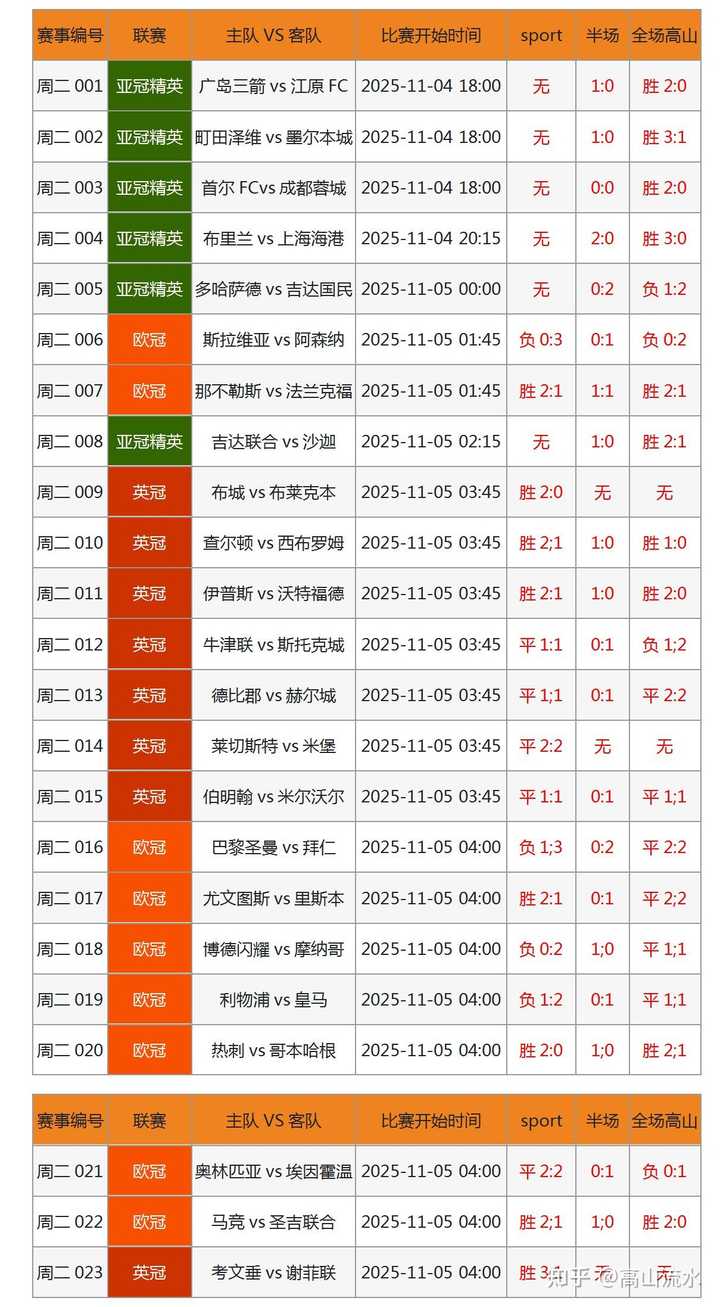 赛事编号 联赛 主队 VS 客队 比赛开始时间 sport 半场 全场高山
周二 001 亚冠精英 广岛三箭 vs 江原 FC 2025-11-04 18:00 无 1:0 胜 2:0
周二 002 亚冠精英 町田泽维 vs 墨尔本城 2025-11-04 18:00 无 1:0 胜 3:1
周二 003 亚冠精英 首尔 FCvs 成都蓉城 2025-11-04 18:00 无 0:0 胜 2:0
周二 004 亚冠精英 布里兰 vs 上海海港 2025-11-04 20:15 无 2:0 胜 3:0
周二 005 亚冠精英 多哈萨德 vs 吉达国民 2025-11-05 00:00 无 0:2 负 1:2
周二 006 欧冠 斯拉维亚 vs 阿森纳 2025-11-05 01:45 负 0:3 0:1 负 0:2
周二 007 欧冠 那不勒斯 vs 法兰克福 2025-11-05 01:45 胜 2:1 1:1 胜 2:1
周二 008 亚冠精英 吉达联合 vs 沙迦 2025-11-05 02:15 无 1:0 胜 2:1
周二 009 英冠 布城 vs 布莱克本 2025-11-05 03:45 胜 2:0 无 无
周二 010 英冠 查尔顿 vs 西布罗姆 2025-11-05 03:45 胜 2;1 1:0 胜 1:0
周二 011 英冠 伊普斯 vs 沃特福德 2025-11-05 03:45 胜 2:1 1:0 胜 2:0
周二 012 英冠 牛津联 vs 斯托克城 2025-11-05 03:45 平 1:1 0:1 负 1;2
周二 013 英冠 德比郡 vs 赫尔城 2025-11-05 03:45 平 1;1 0:1 平 2:2
周二 014 英冠 莱切斯特 vs 米堡 2025-11-05 03:45 平 2:2 无 无
周二 015 英冠 伯明翰 vs 米尔沃尔 2025-11-05 03:45 平 1:1 0:1 平 1;1
周二 016 欧冠 巴黎圣曼 vs 拜仁 2025-11-05 04:00 负 1;3 0:2 平 2:2
周二 017 欧冠 尤文图斯 vs 里斯本 2025-11-05 04:00 胜 2:1 0:1 平 2;2
周二 018 欧冠 博德闪耀 vs 摩纳哥 2025-11-05 04:00 负 0:2 1;0 平 1;1
周二 019 欧冠 利物浦 vs 皇马 2025-11-05 04:00 负 1:2 0:1 平 1;1
周二 020 欧冠 热刺 vs 哥本哈根 2025-11-05 04:00 胜 2:0 1;0 胜 2;1
赛事编号 联赛 主队 VS 客队 比赛开始时间 sport 半场 全场高山
周二 021 欧冠 奥林匹亚 vs 埃因霍温 2025-11-05 04:00 平 2:2 0:1 负 0:1
周二 022 欧冠 马竞 vs 圣吉联合 2025-11-05 04:00 胜 2;1 1;0 胜 2:0
周二 023 英冠 考文垂 vs 谢菲联 2025-11-05 04:00 胜 3:1 无 无
知乎 @高山流水